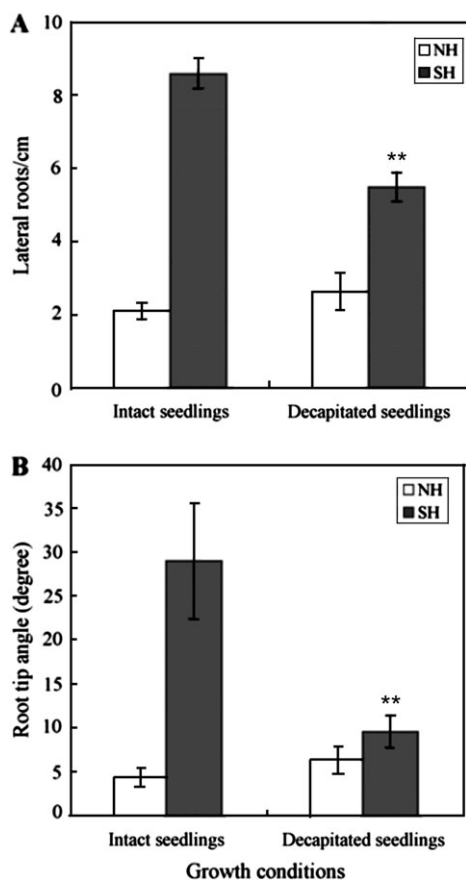 A
10
NH
SH
8
**
6
4
2
0
Lateral roots/cm
Intact seedlings Decapitated seedlings
B
40
NH
SH
35
30
25
20
**
15
10
5
0
Root tip angle (degree)
Intact seedlings Decapitated seedlings
Growth conditions